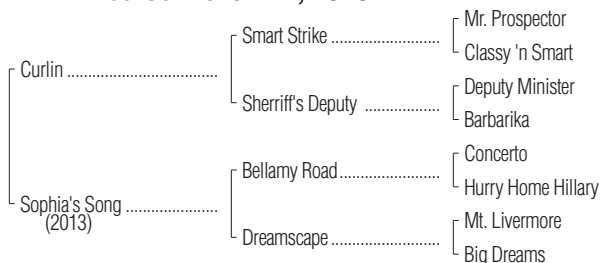 Mr. Prospector
Smart Strike ........................
Classy 'n Smart
Curlin .................................
Deputy Minister
Sherriff's Deputy ................
Barbarika
Concerto
Bellamy Road......................
Hurry Home Hillary
Sophia's Song ....................
(2013)
Mt. Livermore
Dreamscape........................
Big Dreams